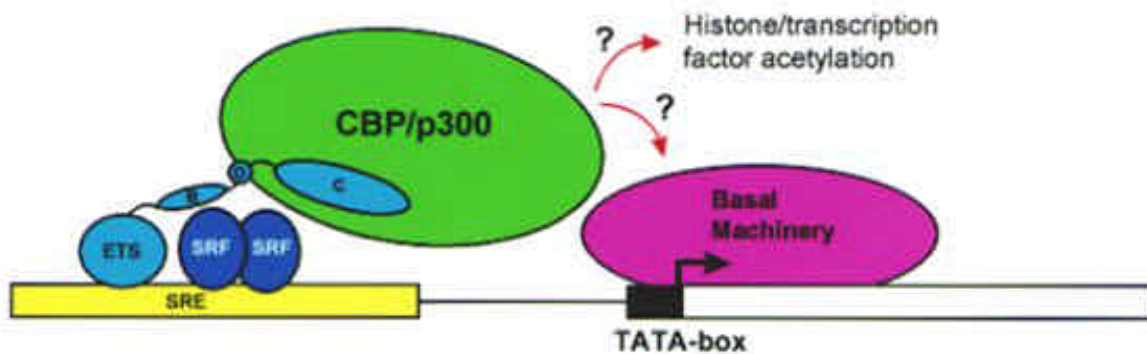 ?
Histone/transcription
factor acetylation
CBP/p300
?
D
B
C
Basal
Machinery
ETS
SRF
SRF
SRE
TATA-box